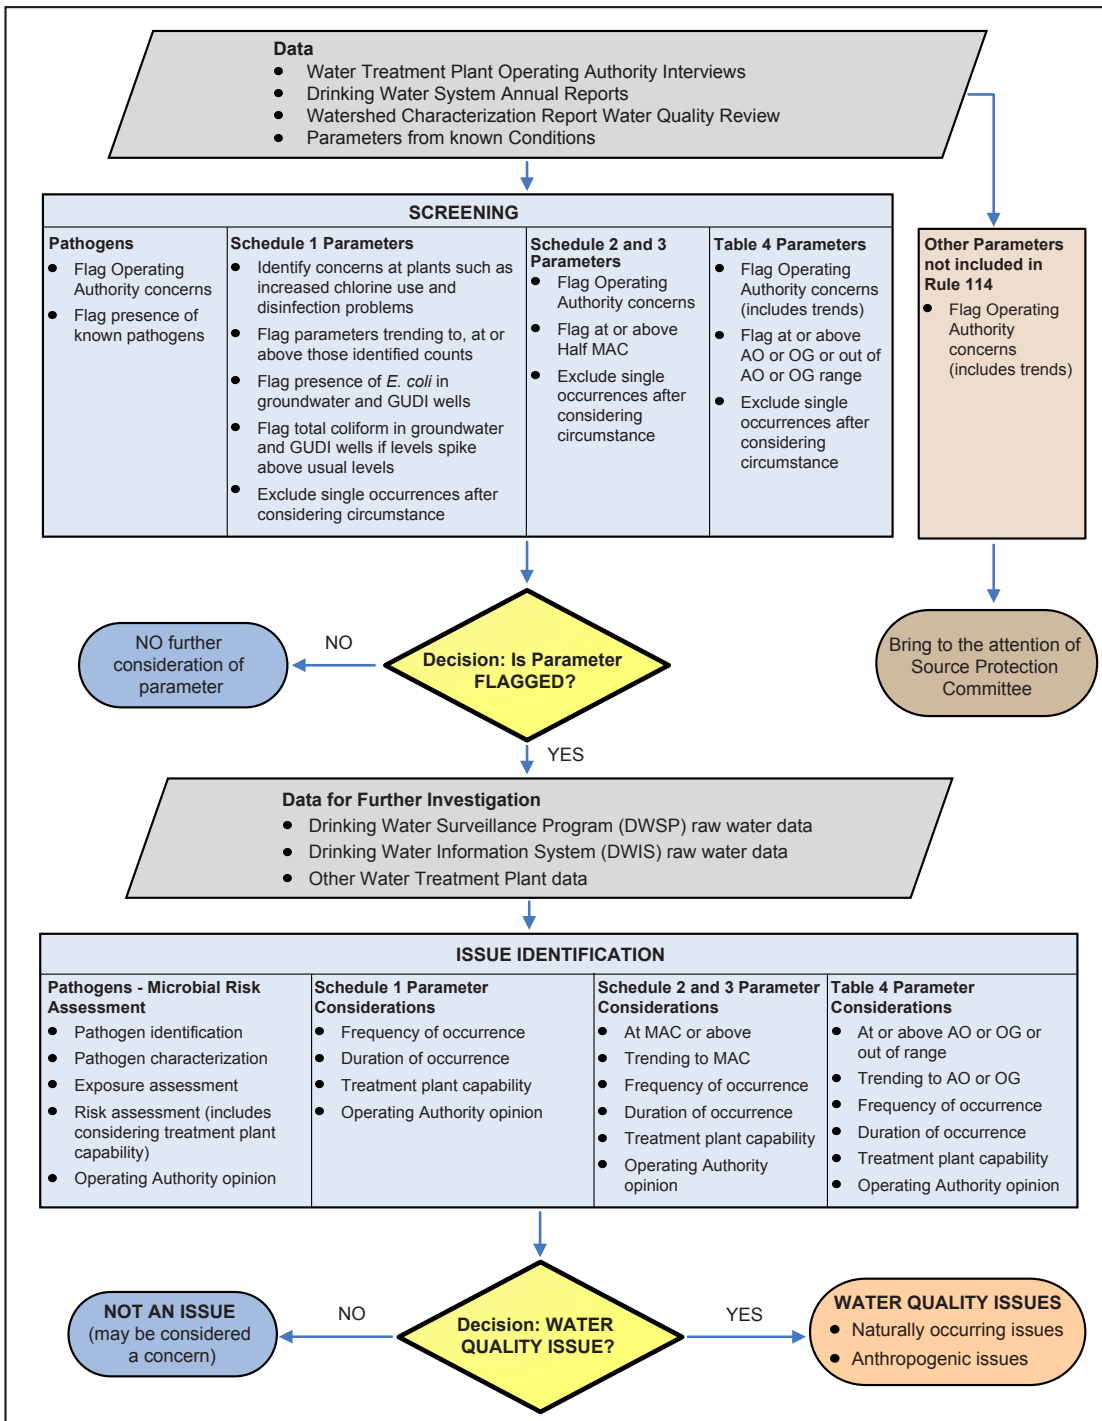 Data
● Water Treatment Plant Operating Authority Interviews
● Drinking Water System Annual Reports
● Watershed Characterization Report Water Quality Review
● Parameters from known Conditions
SCREENING
Pathogens
● Flag Operating
Authority concerns
● Flag presence of
known pathogens
Schedule 1 Parameters
● Identify concerns at plants such as
increased chlorine use and
disinfection problems
● Flag parameters trending to, at or
above those identified counts
● Flag presence of E. coli in
groundwater and GUDI wells
● Flag total coliform in groundwater
and GUDI wells if levels spike
above usual levels
● Exclude single occurrences after
considering circumstance
Schedule 2 and 3
Parameters
● Flag Operating
Authority concerns
● Flag at or above
Half MAC
● Exclude single
occurrences after
considering
circumstance
Table 4 Parameters
● Flag Operating
Authority concerns
(includes trends)
● Flag at or above
AO or OG or out of
AO or OG range
● Exclude single
occurrences after
considering
circumstance
Other Parameters
not included in
Rule 114
● Flag Operating
Authority
concerns
(includes trends)
Bring to the attention of
Source Protection
Committee
Decision: Is Parameter
FLAGGED?
NO
NO further
consideration of
parameter
YES
Data for Further Investigation
● Drinking Water Surveillance Program (DWSP) raw water data
● Drinking Water Information System (DWIS) raw water data
● Other Water Treatment Plant data
ISSUE IDENTIFICATION
Pathogens - Microbial Risk
Assessment
● Pathogen identification
● Pathogen characterization
● Exposure assessment
● Risk assessment (includes
considering treatment plant
capability)
● Operating Authority opinion
Schedule 1 Parameter
Considerations
● Frequency of occurrence
● Duration of occurrence
● Treatment plant capability
● Operating Authority opinion
Schedule 2 and 3 Parameter
Considerations
● At MAC or above
● Trending to MAC
● Frequency of occurrence
● Duration of occurrence
● Treatment plant capability
● Operating Authority
opinion
Table 4 Parameter
Considerations
● At or above AO or OG or
out of range
● Trending to AO or OG
● Frequency of occurrence
● Duration of occurrence
● Treatment plant capability
● Operating Authority opinion
Decision: WATER
QUALITY ISSUE?
NO
NOT AN ISSUE
(may be considered
a concern)
YES
WATER QUALITY ISSUES
● Naturally occurring issues
● Anthropogenic issues